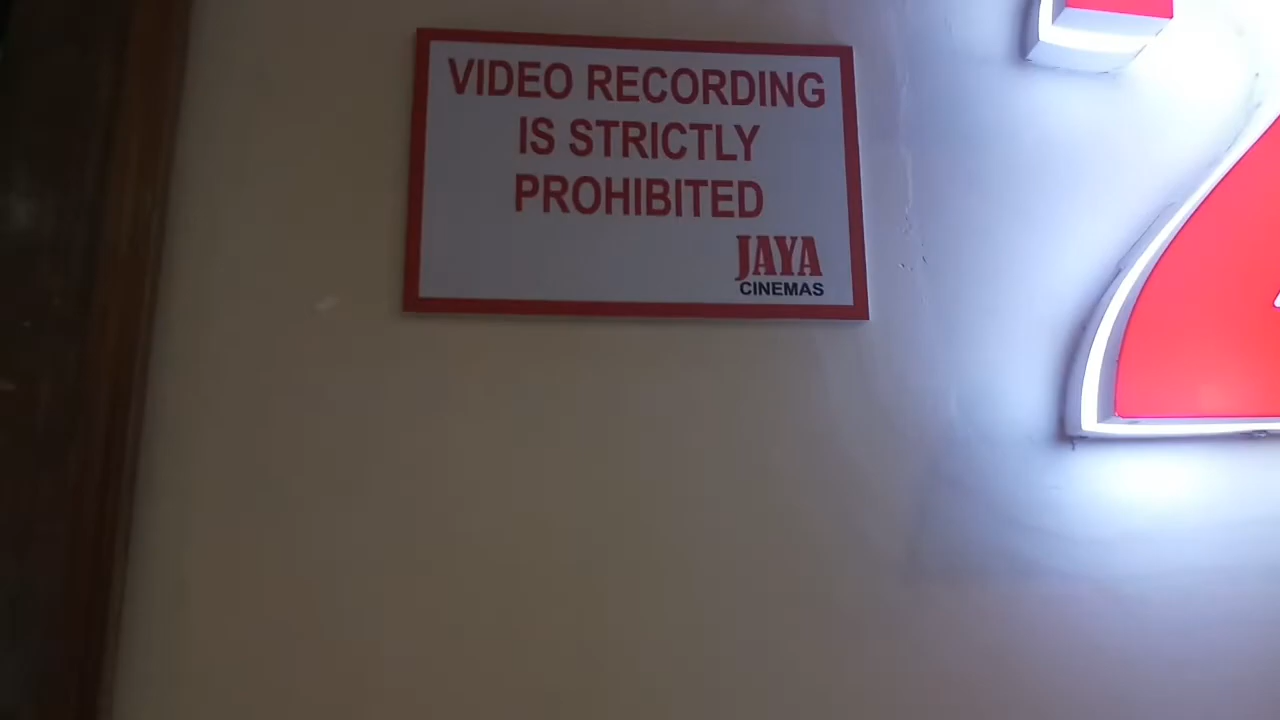 VIDEO RECORDING
IS STRICTLY
PROHIBITED
JAYA
CINEMAS